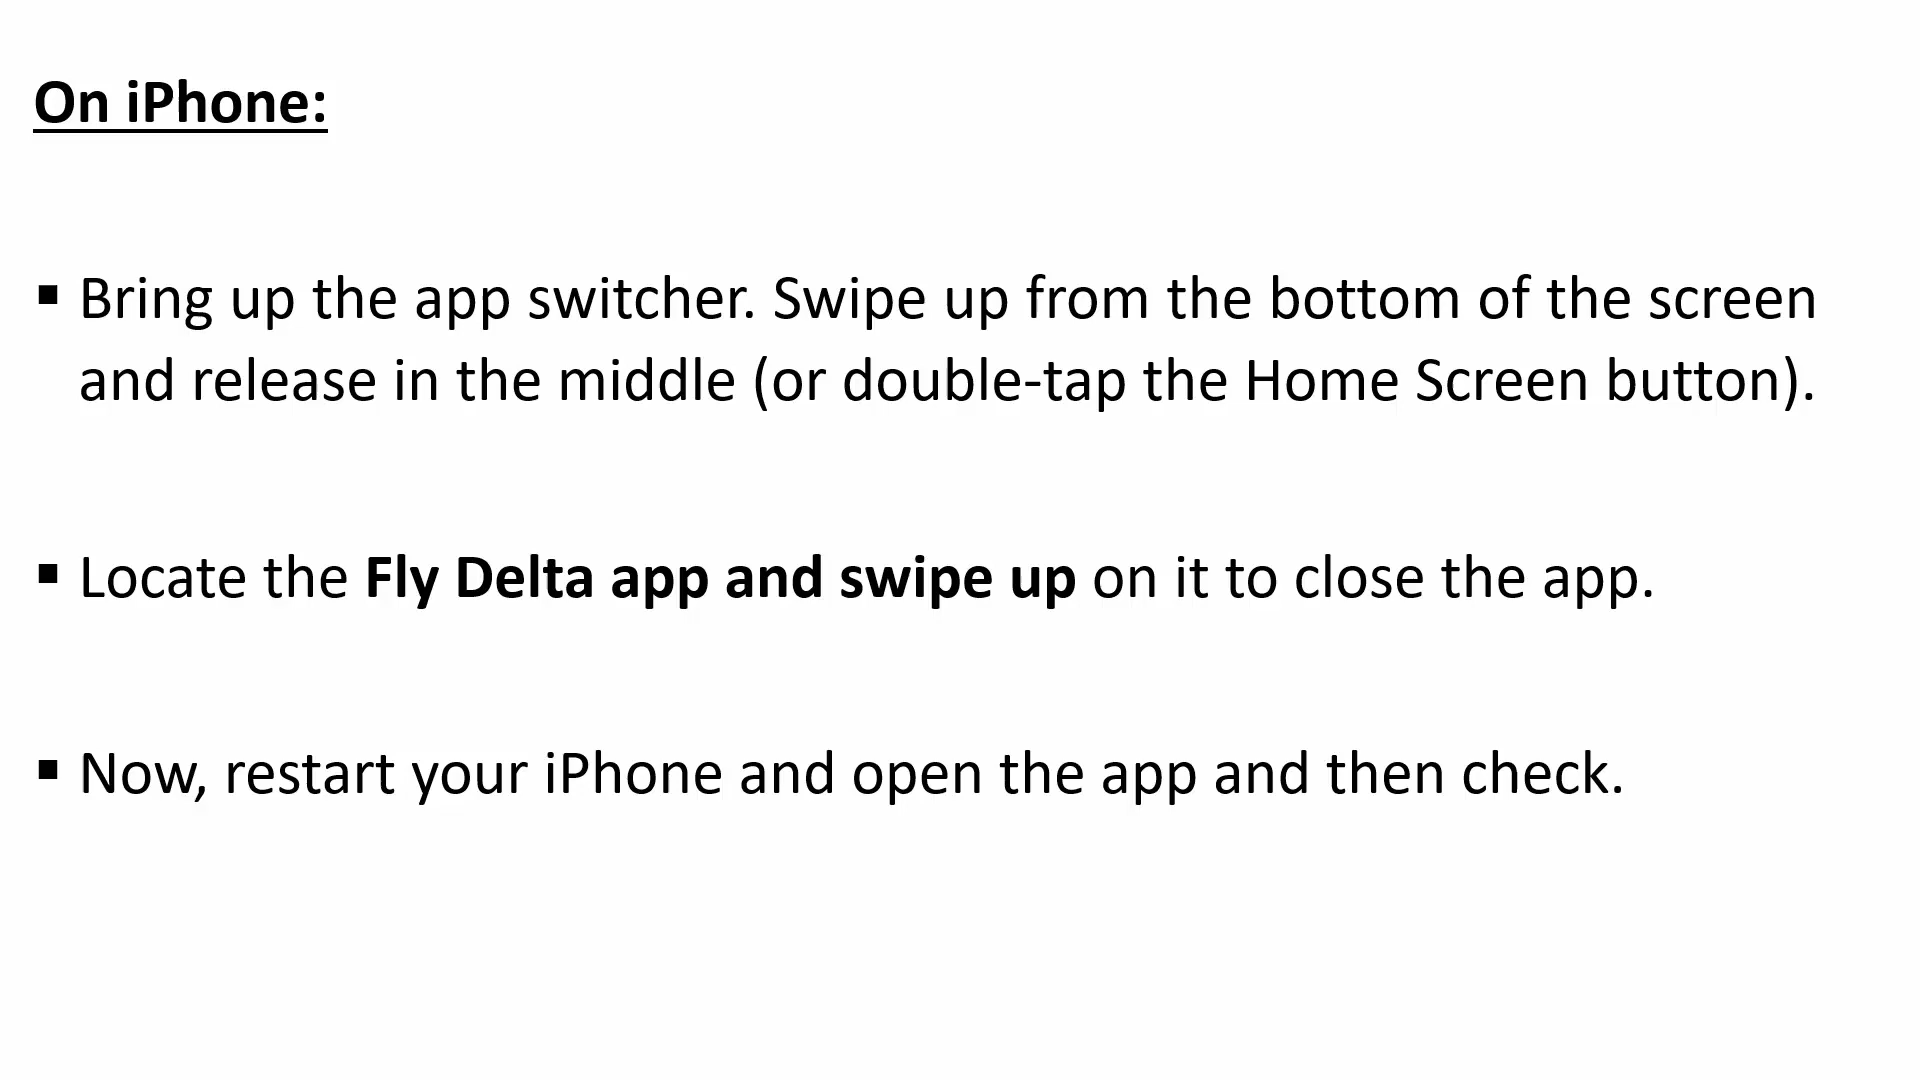 On iPhone:
▪ Bring up the app switcher. Swipe up from the bottom of the screen
and release in the middle (or double-tap the Home Screen button).
▪ Locate the Fly Delta app and swipe up on it to close the app.
▪ Now, restart your iPhone and open the app and then check.